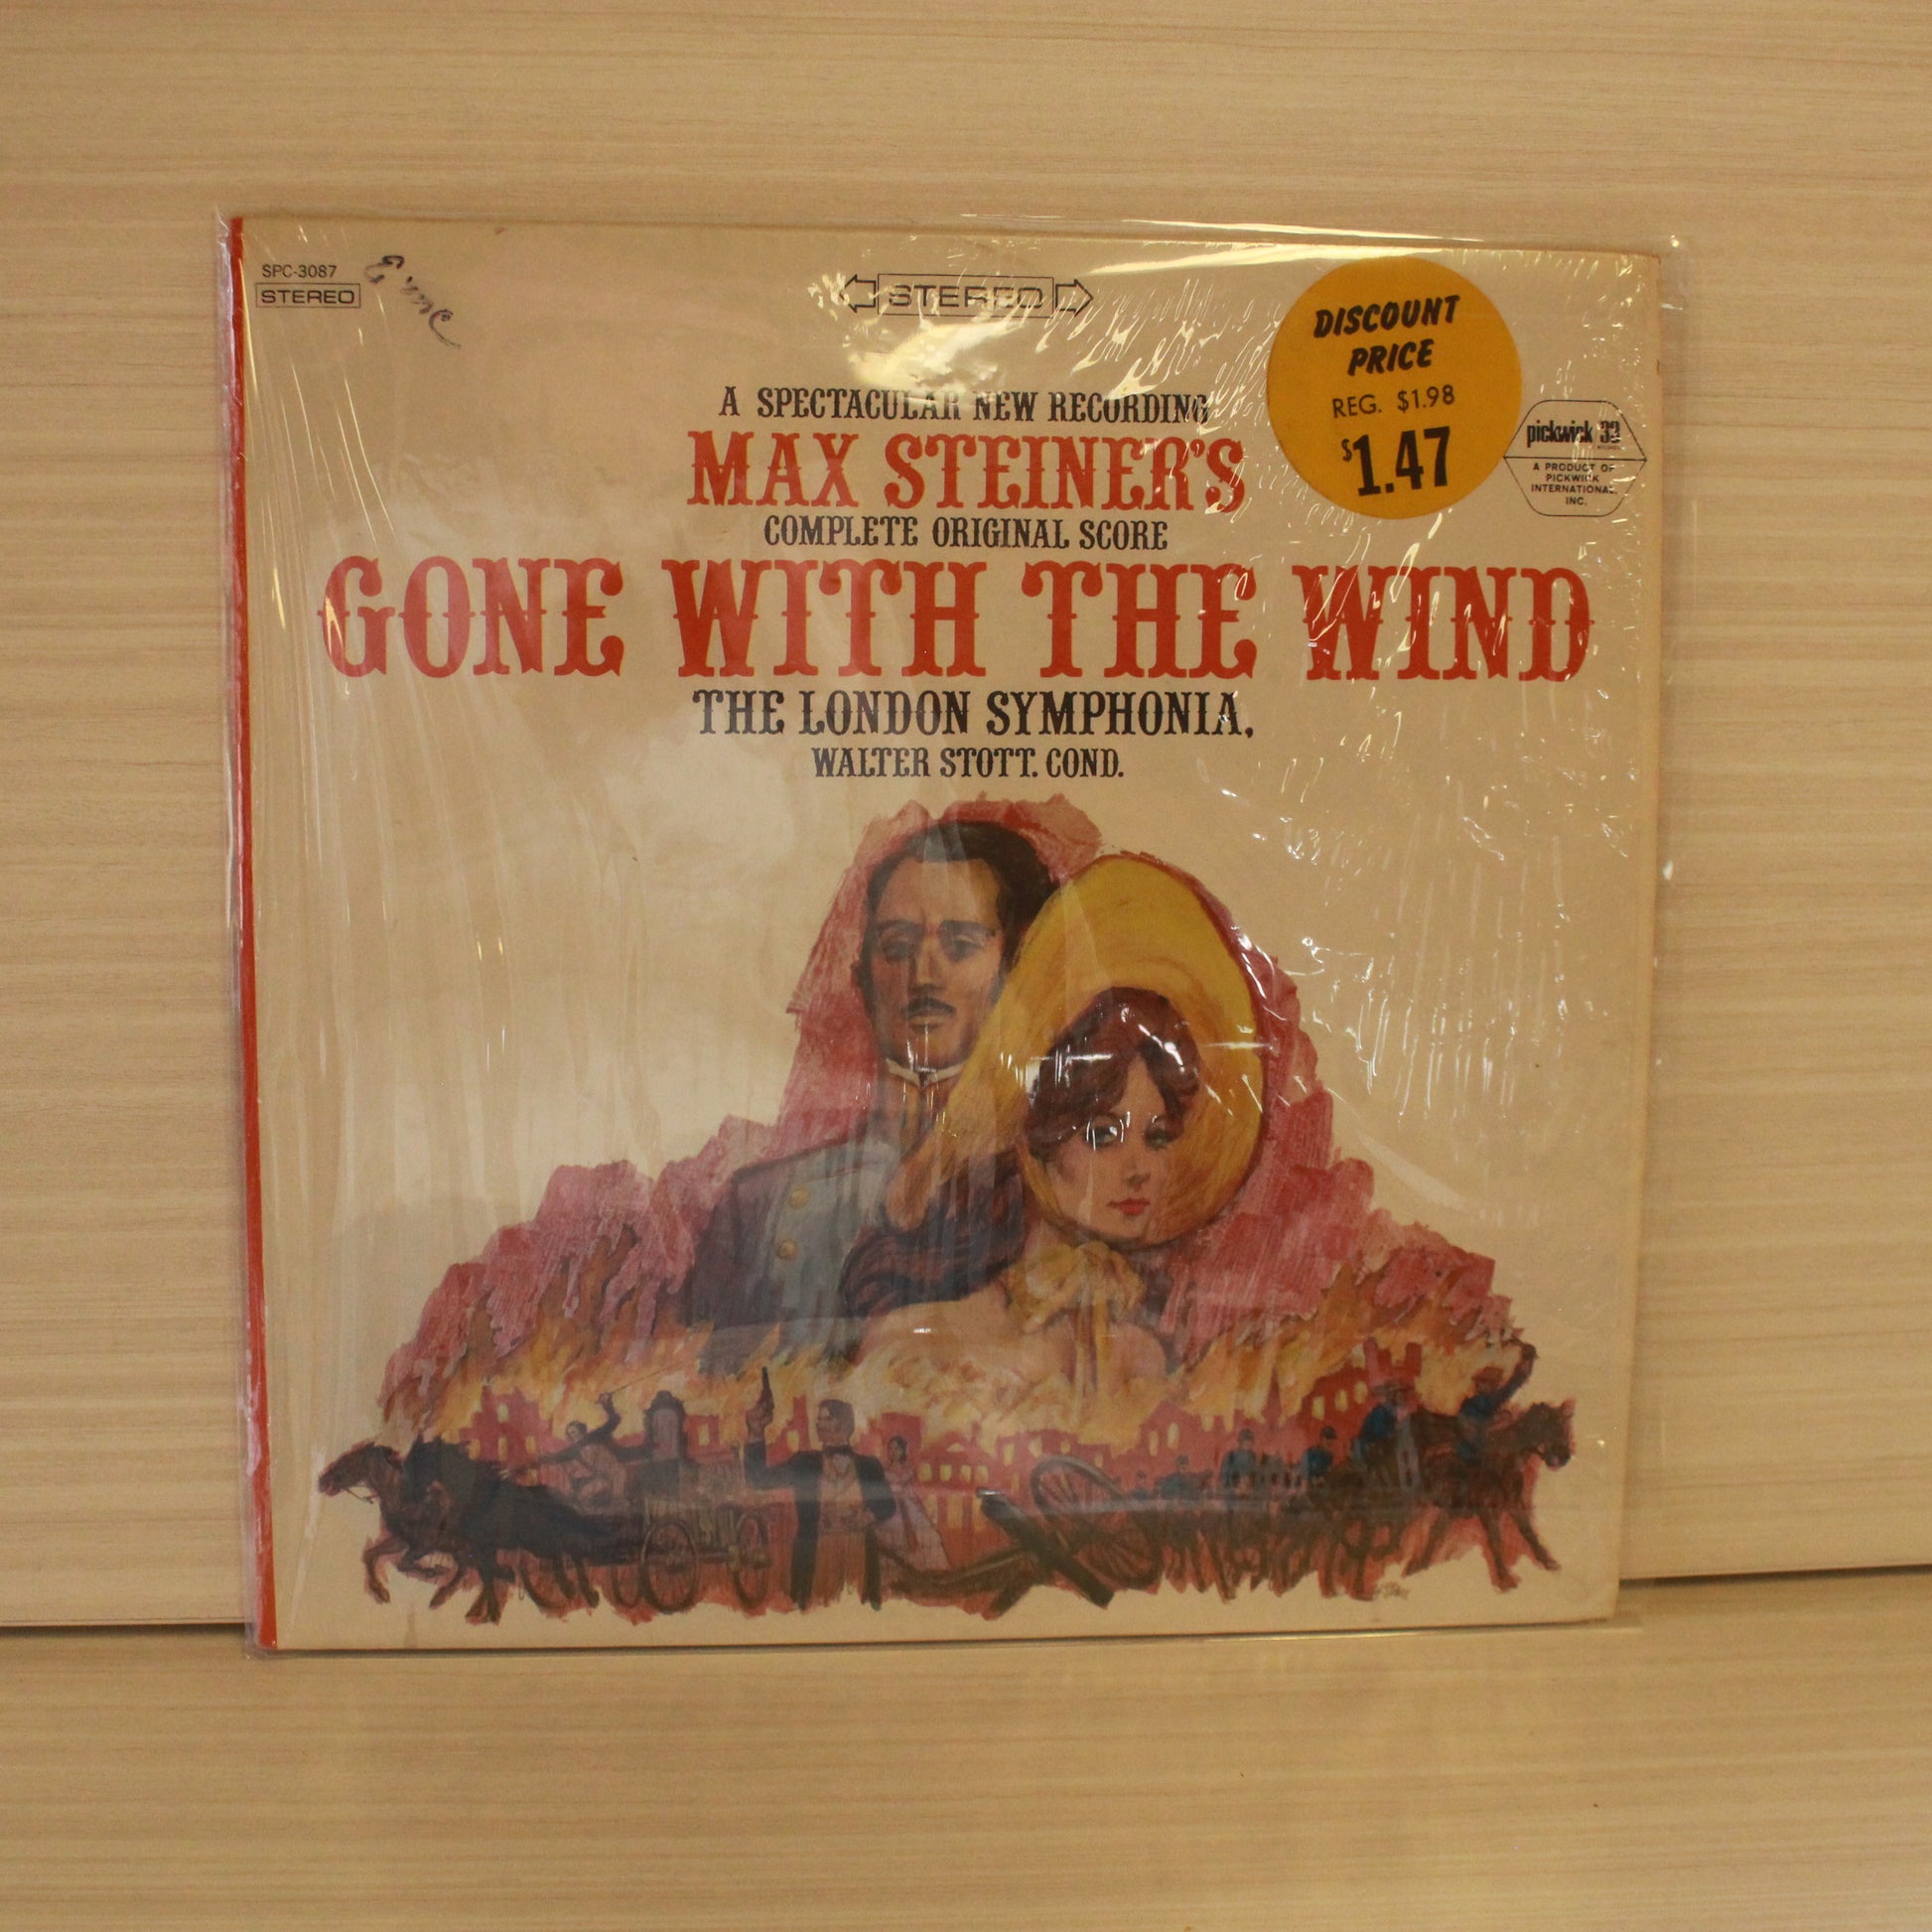 SPC-3087
STEREO
STEREO
DISCOUNT
PRICE
REG. $1.98
$1.47
pickwick 33
A PRODUCT OF
PICKWICK
INTERNATIONAL,
INC.
A SPECTACULAR NEW RECORDING
MAX STEINER'S
COMPLETE ORIGINAL SCORE
GONE WITH THE WIND
THE LONDON SYMPHONIA,
WALTER STOTT. COND.